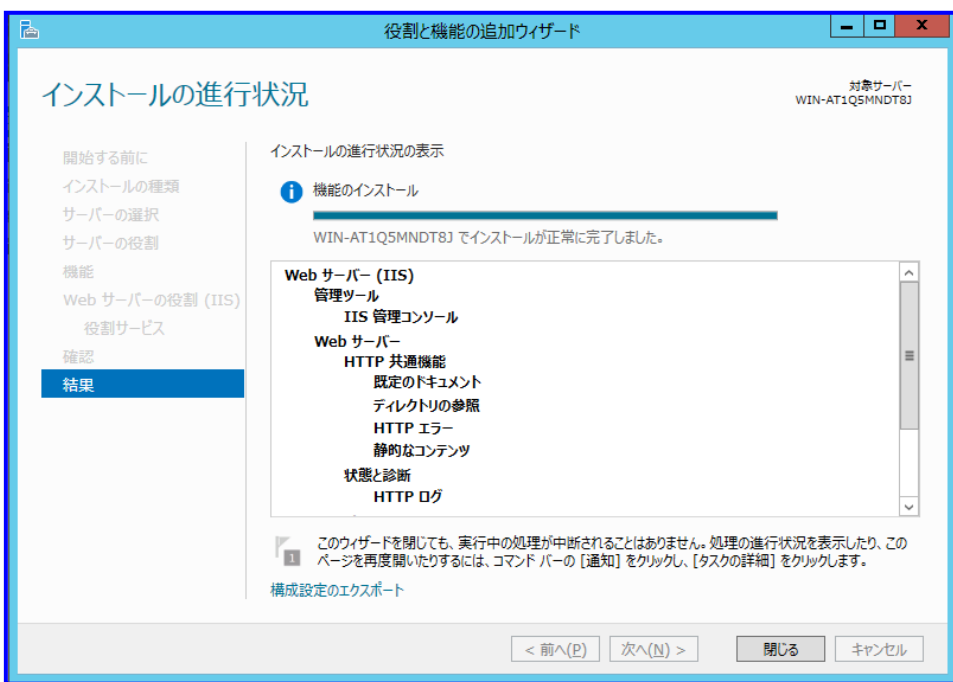 役割と機能の追加ウィザード
インストールの進行状況
対象サーバー
WIN-AT1Q5MNDT8J
開始する前に
インストールの種類
サーバーの選択
サーバーの役割
機能
Web サーバーの役割 (IIS)
役割サービス
確認
結果
インストールの進行状況の表示
機能のインストール
WIN-AT1Q5MNDT8J でインストールが正常に完了しました。
Web サーバー (IIS)
管理ツール
IIS 管理コンソール
Web サーバー
HTTP 共通機能
既定のドキュメント
ディレクトリの参照
HTTP エラー
静的なコンテンツ
状態と診断
HTTP ログ
1
このウィザードを閉じても、実行中の処理が中断されることはありません。処理の進行状況を表示したり、この
ページを再度開いたりするには、コマンド バーの [通知] をクリックし、[タスクの詳細] をクリックします。
構成設定のエクスポート
< 前へ(P)
次へ(N) >
閉じる
キャンセル